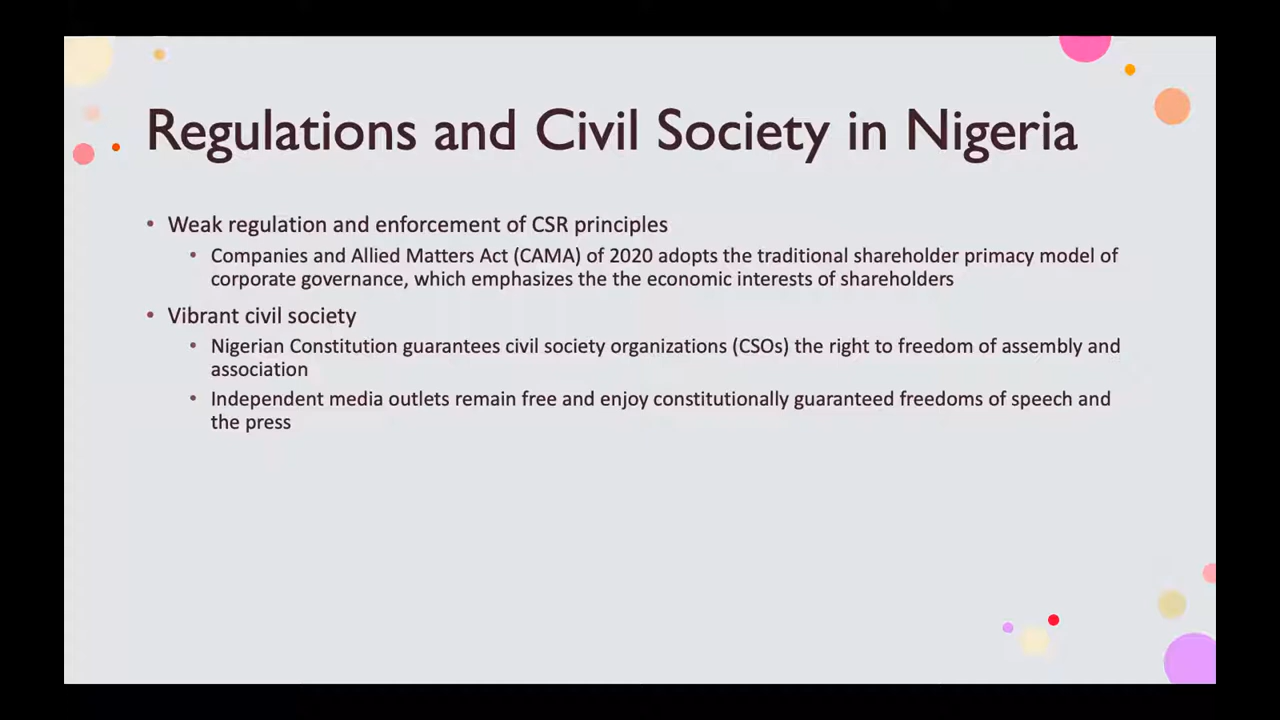 Regulations and Civil Society in Nigeria
• Weak regulation and enforcement of CSR principles
• Companies and Allied Matters Act (CAMA) of 2020 adopts the traditional shareholder primacy model of
corporate governance, which emphasizes the the economic interests of shareholders
• Vibrant civil society
• Nigerian Constitution guarantees civil society organizations (CSOs) the right to freedom of assembly and
association
• Independent media outlets remain free and enjoy constitutionally guaranteed freedoms of speech and
the press